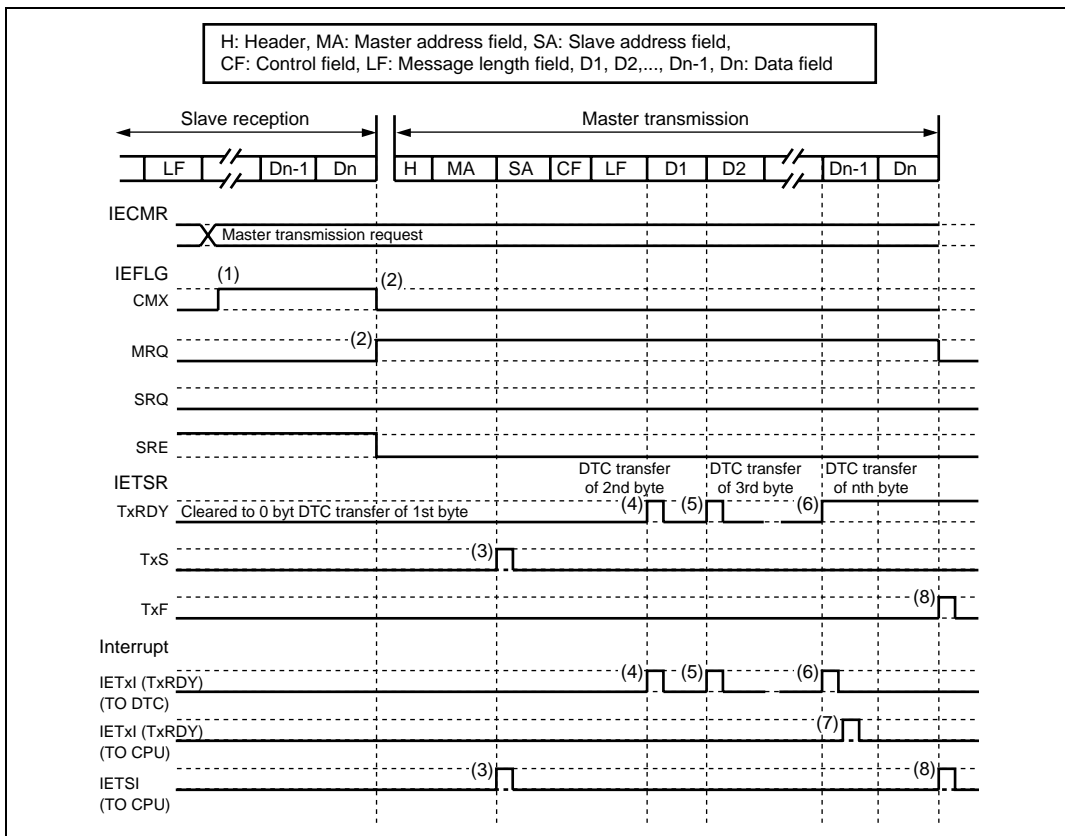 H: Header, MA: Master address field, SA: Slave address field,
CF: Control field, LF: Message length field, D1, D2,..., Dn-1, Dn: Data field
Slave reception
Master transmission
LF Dn-1 Dn H MA SA CF LF D1 D2 Dn-1 Dn
IECMR
Master transmission request
IEFLG
(1)
(2)
CMX
(2)
MRQ
SRQ
SRE
IETSR
DTC transfer
of 2nd byte
DTC transfer
of 3rd byte
DTC transfer
of nth byte
TxRDY
Cleared to 0 byt DTC transfer of 1st byte
(4)
(5)
(6)
TxS
(3)
TxF
(8)
Interrupt
IETxI (TxRDY)
(TO DTC)
(4)
(5)
(6)
IETxI (TxRDY)
(TO CPU)
(7)
IETSI
(TO CPU)
(3)
(8)